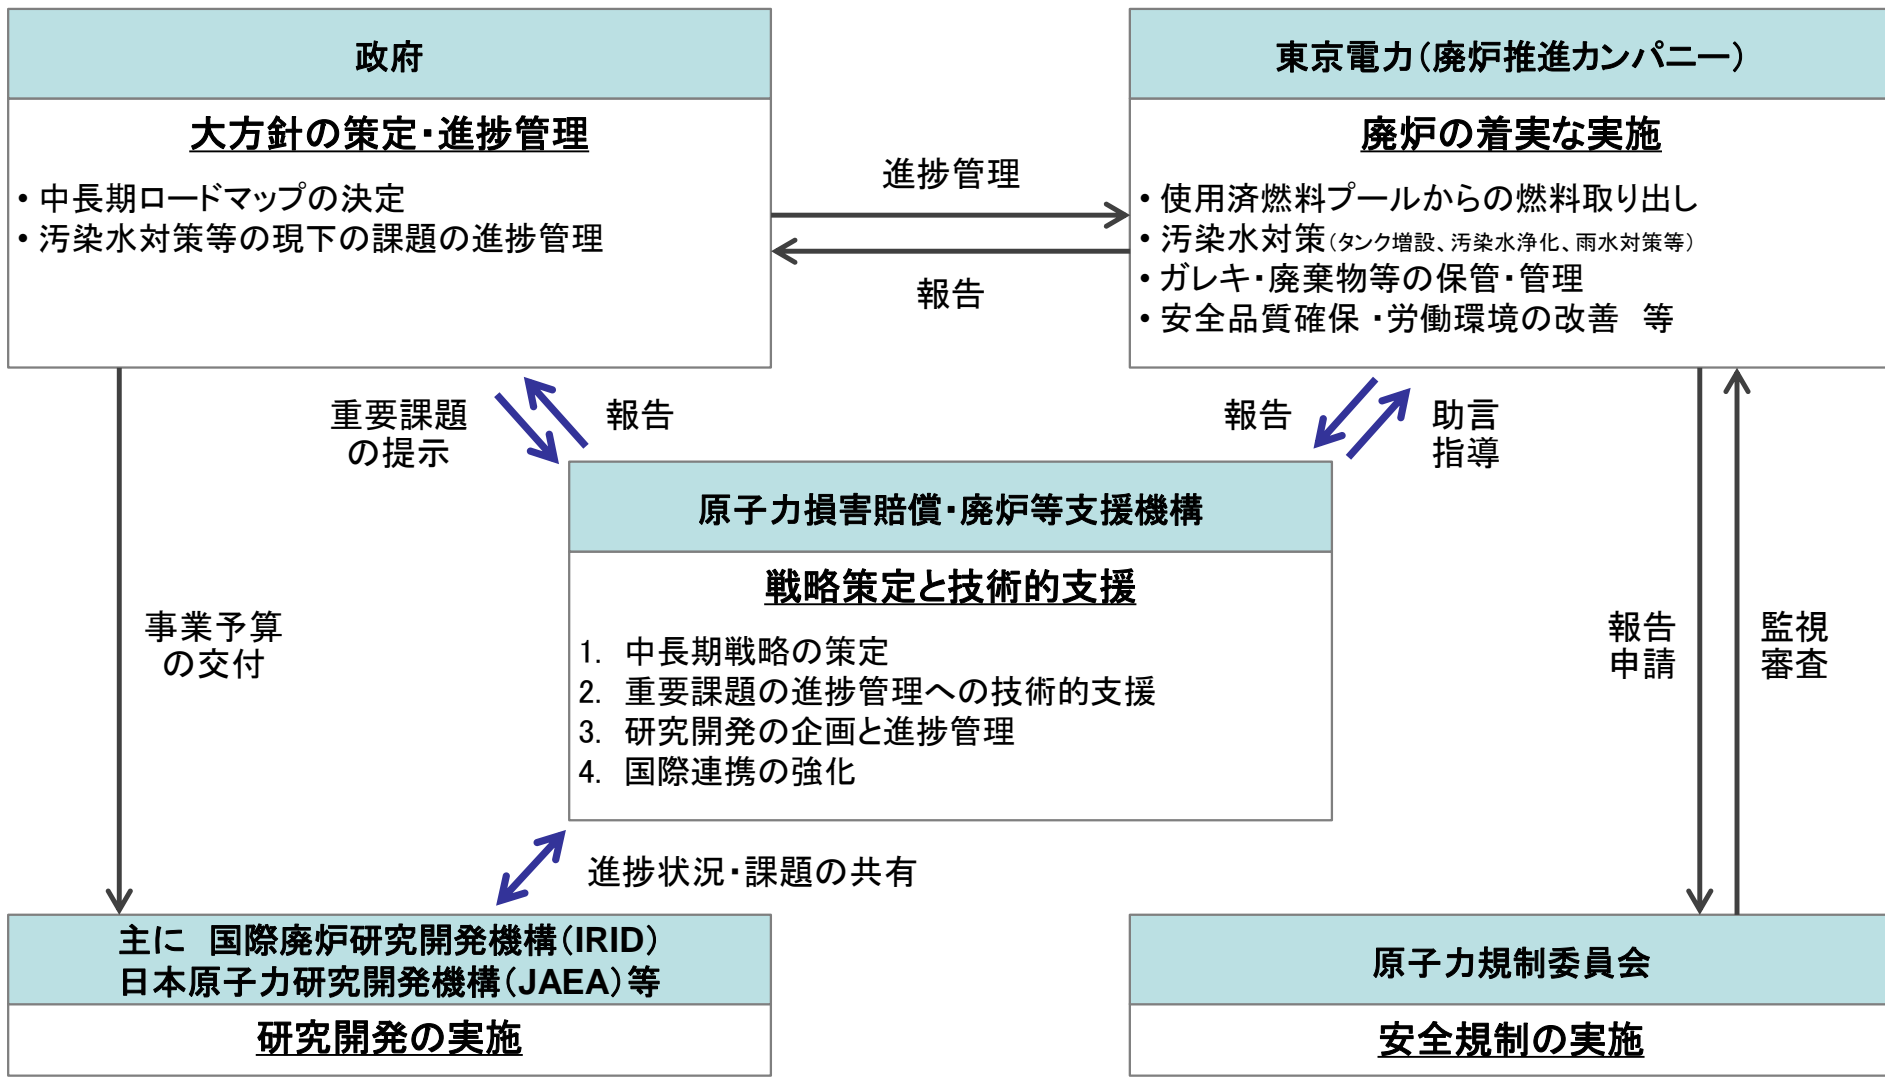 政府
大方針の策定・進捗管理
• 中長期ロードマップの決定
• 汚染水対策等の現下の課題の進捗管理
進捗管理
報告
東京電力（廃炉推進カンパニー）
廃炉の着実な実施
• 使用済燃料プールからの燃料取り出し
• 汚染水対策（タンク増設、汚染水浄化、雨水対策等）
• ガレキ・廃棄物等の保管・管理
• 安全品質確保 ・労働環境の改善　等
重要課題
の提示
報告
報告
助言
指導
原子力損害賠償・廃炉等支援機構
戦略策定と技術的支援
1. 中長期戦略の策定
2. 重要課題の進捗管理への技術的支援
3. 研究開発の企画と進捗管理
4. 国際連携の強化
事業予算
の交付
報告
申請
監視
審査
進捗状況・課題の共有
主に　国際廃炉研究開発機構（IRID）
日本原子力研究開発機構（JAEA）等
研究開発の実施
原子力規制委員会
安全規制の実施